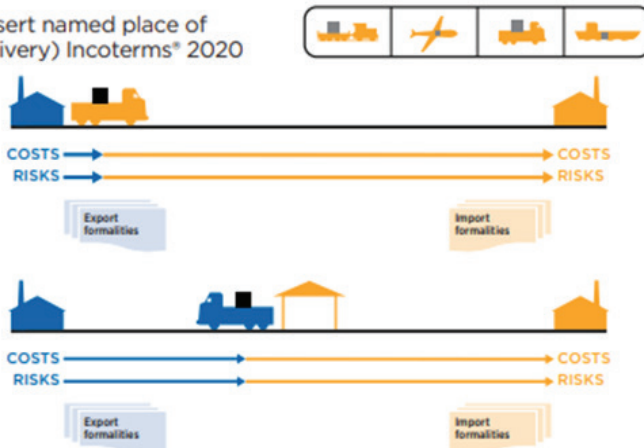 sert named place of
ivery) Incoterms® 2020
COSTS COSTS
RISKS RISKS
Export
formalities
Import
formalities
COSTS COSTS
RISKS RISKS
Export
formalities
Import
formalities